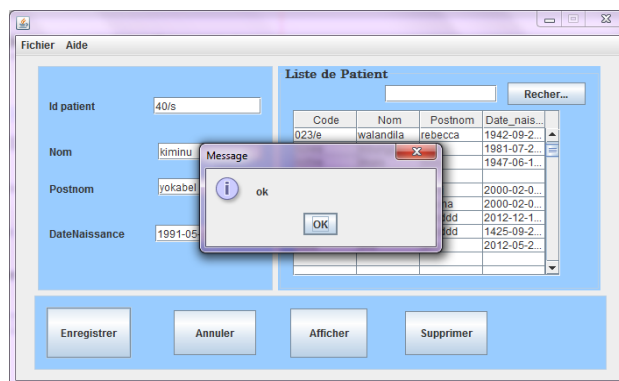 Fichier Aide
Liste de Patient
Recher...
Id patient 40/s
Code Nom Postnom Date_nais...
023/e walandila rebecca 1942-09-2...
1981-07-2...
1947-06-1...
Nom kiminu
Message
ok
OK
Postnom yokabel
2000-02-0...
2000-02-0...
2012-12-1...
1425-09-2...
2012-05-2...
DateNaissance 1991-05
Enregistrer Annuler Afficher Supprimer